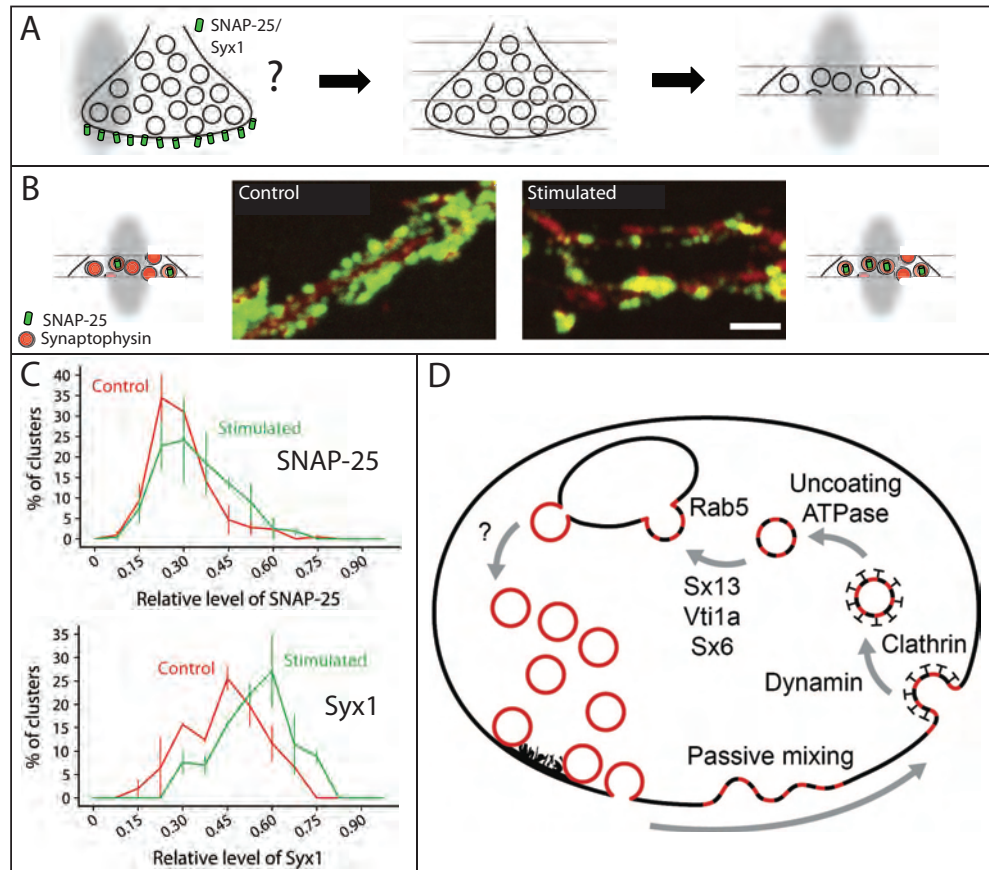 A
SNAP-25/
Syx1
?
B
Control
Stimulated
SNAP-25
Synaptophysin
C
40
35
30
25
20
15
10
5
0
% of clusters
Control
Stimulated
SNAP-25
0
0.15
0.30
0.45
0.60
0.75
0.90
Relative level of SNAP-25
35
30
25
20
15
10
5
0
% of clusters
Control
Stimulated
Syx1
0
0.15
0.30
0.45
0.60
0.75
0.90
Relative level of Syx1
D
Rab5
Uncoating
ATPase
?
Sx13
Vti1a
Sx6
Clathrin
Dynamin
Passive mixing